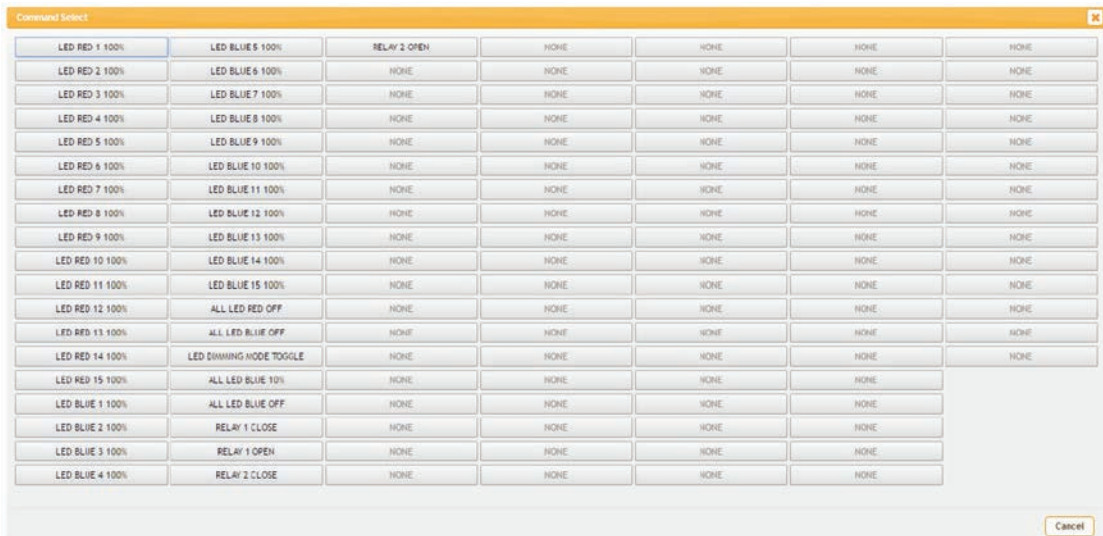 Command Select
LED RED 1 100% LED BLUE 5 100% RELAY 2 OPEN NONE NONE NONE NONE
LED RED 2 100% LED BLUE 6 100% NONE NONE NONE NONE NONE
LED RED 3 100% LED BLUE 7 100% NONE NONE NONE NONE NONE
LED RED 4 100% LED BLUE 8 100% NONE NONE NONE NONE NONE
LED RED 5 100% LED BLUE 9 100% NONE NONE NONE NONE NONE
LED RED 6 100% LED BLUE 10 100% NONE NONE NONE NONE NONE
LED RED 7 100% LED BLUE 11 100% NONE NONE NONE NONE NONE
LED RED 8 100% LED BLUE 12 100% NONE NONE NONE NONE NONE
LED RED 9 100% LED BLUE 13 100% NONE NONE NONE NONE NONE
LED RED 10 100% LED BLUE 14 100% NONE NONE NONE NONE NONE
LED RED 11 100% LED BLUE 15 100% NONE NONE NONE NONE NONE
LED RED 12 100% ALL LED RED OFF NONE NONE NONE NONE NONE
LED RED 13 100% ALL LED BLUE OFF NONE NONE NONE NONE NONE
LED RED 14 100% LED DIMMING MODE TOGGLE NONE NONE NONE NONE NONE
LED RED 15 100% ALL LED BLUE 10% NONE NONE NONE NONE
LED BLUE 1 100% ALL LED BLUE OFF NONE NONE NONE NONE
LED BLUE 2 100% RELAY 1 CLOSE NONE NONE NONE NONE
LED BLUE 3 100% RELAY 1 OPEN NONE NONE NONE NONE
LED BLUE 4 100% RELAY 2 CLOSE NONE NONE NONE NONE
Cancel